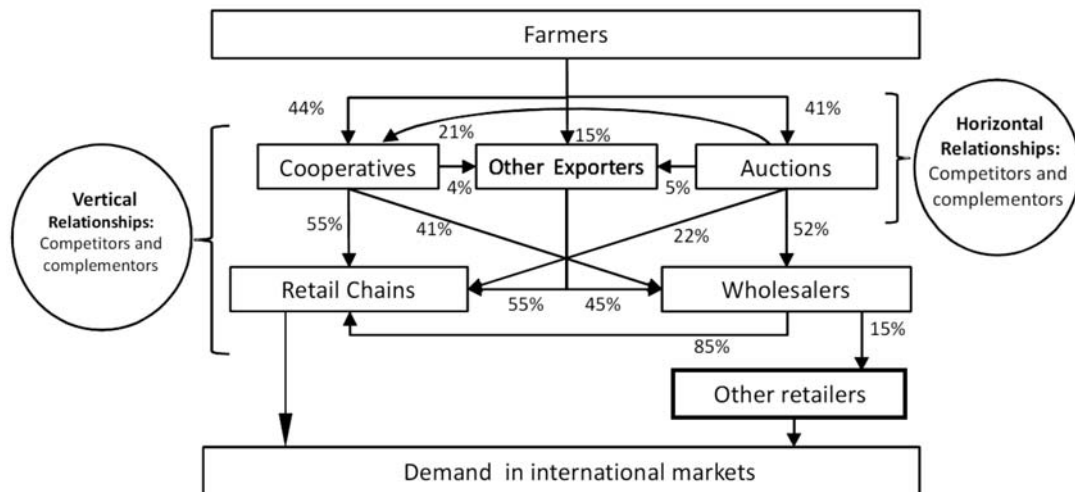 Farmers
44%
41%
21%
15%
Cooperatives
Other Exporters
Auctions
4%
5%
Horizontal
Relationships:
Competitors and
complementors
Vertical
Relationships:
Competitors and
complementors
55%
41%
22%
52%
Retail Chains
55%
45%
Wholesalers
85%
15%
Other retailers
Demand in international markets